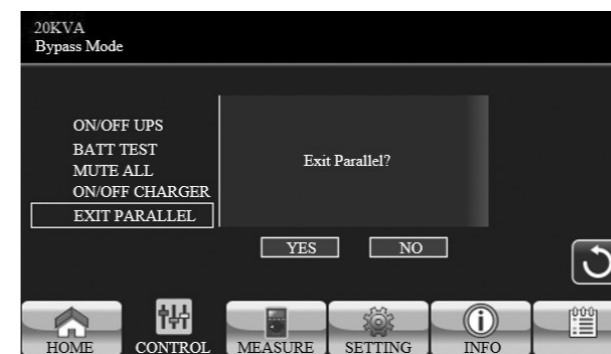 20KVA
Bypass Mode
ON/OFF UPS
BATT TEST
MUTE ALL
ON/OFF CHARGER
EXIT PARALLEL
Exit Parallel?
YES NO
HOME CONTROL MEASURE SETTING INFO